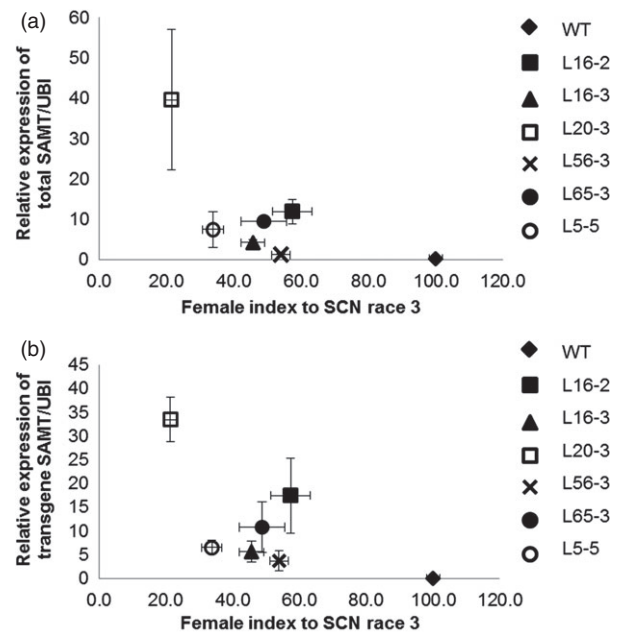 (a)
Relative expression of
total SAMT/UBI
60
50
40
30
20
10
0
0.0 20.0 40.0 60.0 80.0 100.0 120.0
Female index to SCN race 3
WT
L16-2
L16-3
L20-3
L56-3
L65-3
L5-5
(b)
Relative expression of
transgene SAMT/UBI
45
40
35
30
25
20
15
10
5
0
0.0 20.0 40.0 60.0 80.0 100.0 120.0
Female index to SCN race 3
WT
L16-2
L16-3
L20-3
L56-3
L65-3
L5-5